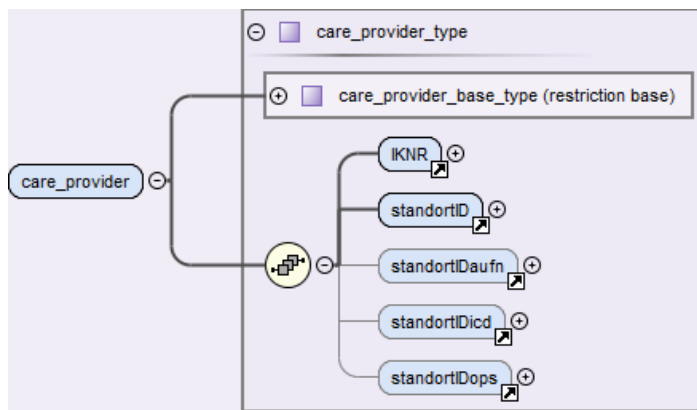 care_provider_type
care_provider_base_type (restriction base)
IKNR
care_provider
standortID
standortIDaufn
standortIDicd
standortIDops